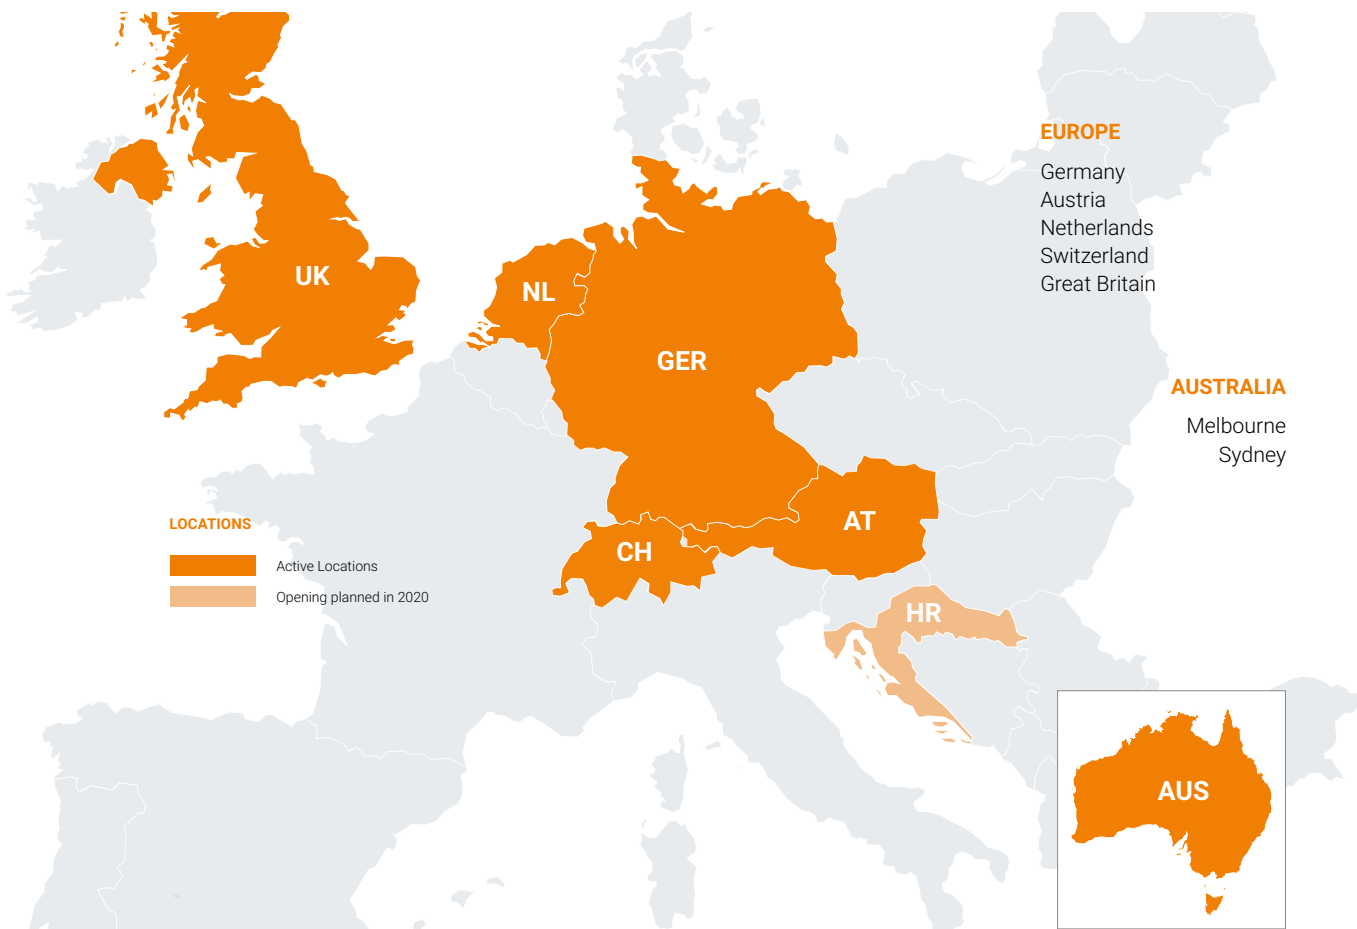 UK
NL
GER
CH
AT
HR
AUS
EUROPE
Germany
Austria
Netherlands
Switzerland
Great Britain
AUSTRALIA
Melbourne
Sydney
LOCATIONS
Active Locations
Opening planned in 2020